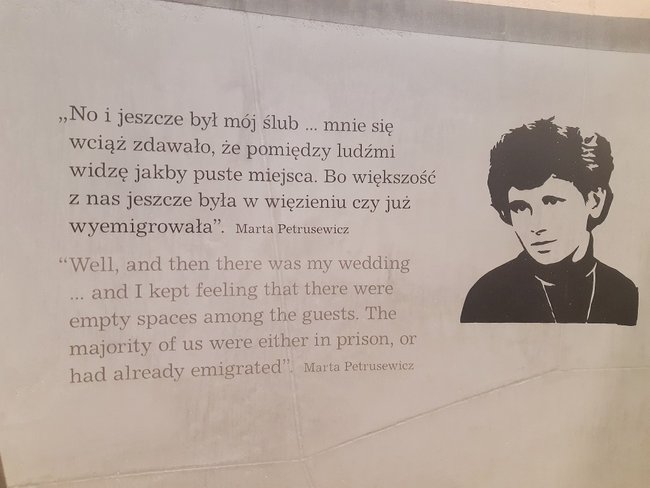 „No i jeszcze był mój ślub ... mnie się
wciąż zdawało, że pomiędzy ludźmi
widzę jakby puste miejsca. Bo większość
z nas jeszcze była w więzieniu czy już
wyemigrowała”. Marta Petrusewicz
“Well, and then there was my wedding
... and I kept feeling that there were
empty spaces among the guests. The
majority of us were either in prison, or
had already emigrated”. Marta Petrusewicz